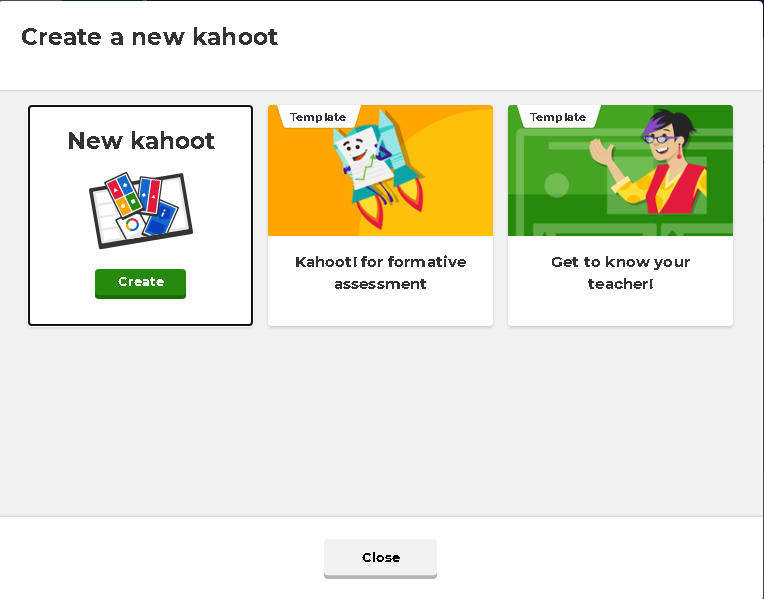 Create a new kahoot
New kahoot
Create
Template
Kahoot! for formative
assessment
Template
Get to know your
teacher!
Close